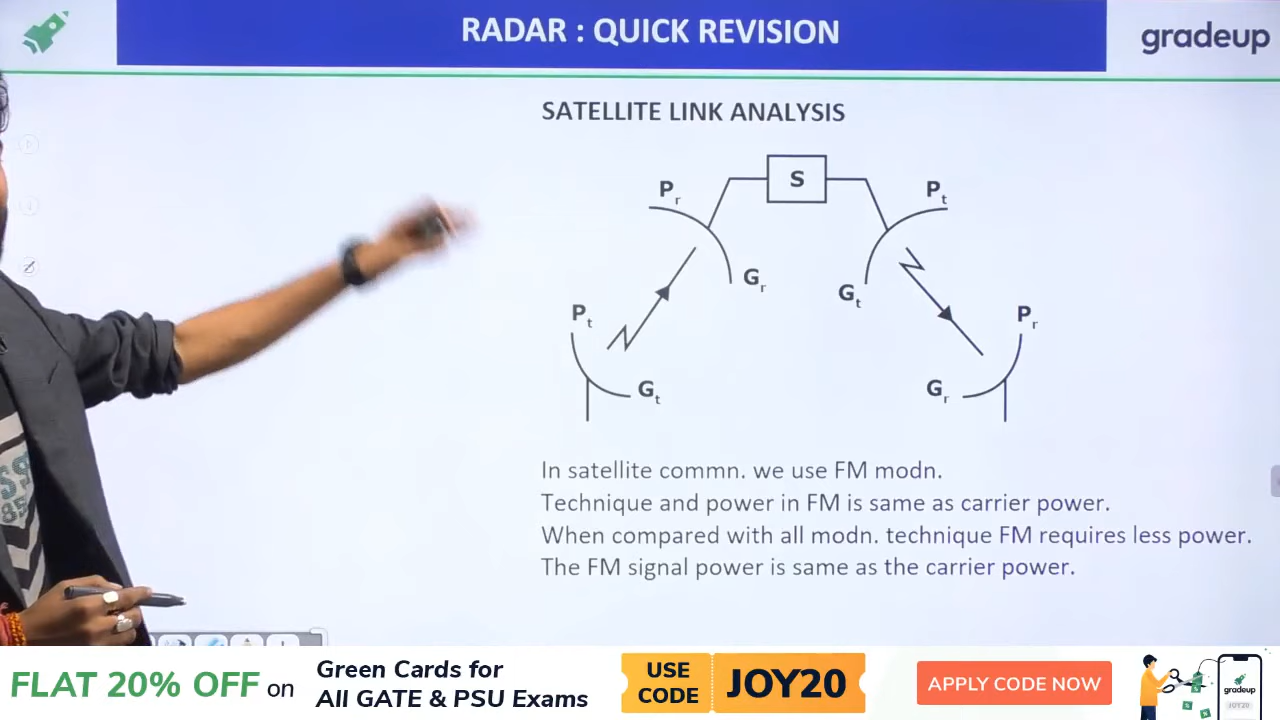 RADAR : QUICK REVISION
gradeup
SATELLITE LINK ANALYSIS
S
Pr
Pt
Gr
Gt
Pt
Pr
Gt
Gr
In satellite commn. we use FM modn.
Technique and power in FM is same as carrier power.
When compared with all modn. technique FM requires less power.
The FM signal power is same as the carrier power.
FLAT 20% OFF on
Green Cards for
All GATE & PSU Exams
USE
CODE
JOY20
APPLY CODE NOW
gradeup
JOY20